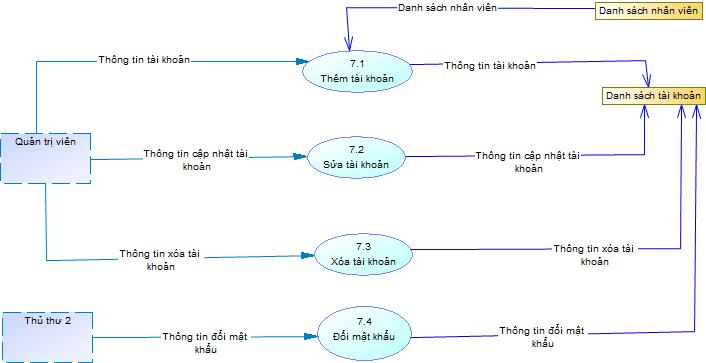 Danh sách nhân viên
Danh sách nhân viên
Thông tin tài khoản
7.1
Thêm tài khoản
Thông tin tài khoản
Danh sách tài khoản
Quản trị viên
Thông tin cập nhật tài
khoản
7.2
Sửa tài khoản
Thông tin cập nhật tài
khoản
Thông tin xóa tài
khoản
7.3
Xóa tài khoản
Thông tin xóa tài
khoản
Thủ thư 2
Thông tin đổi mật
khẩu
7.4
Đổi mật khẩu
Thông tin đổi mật
khẩu